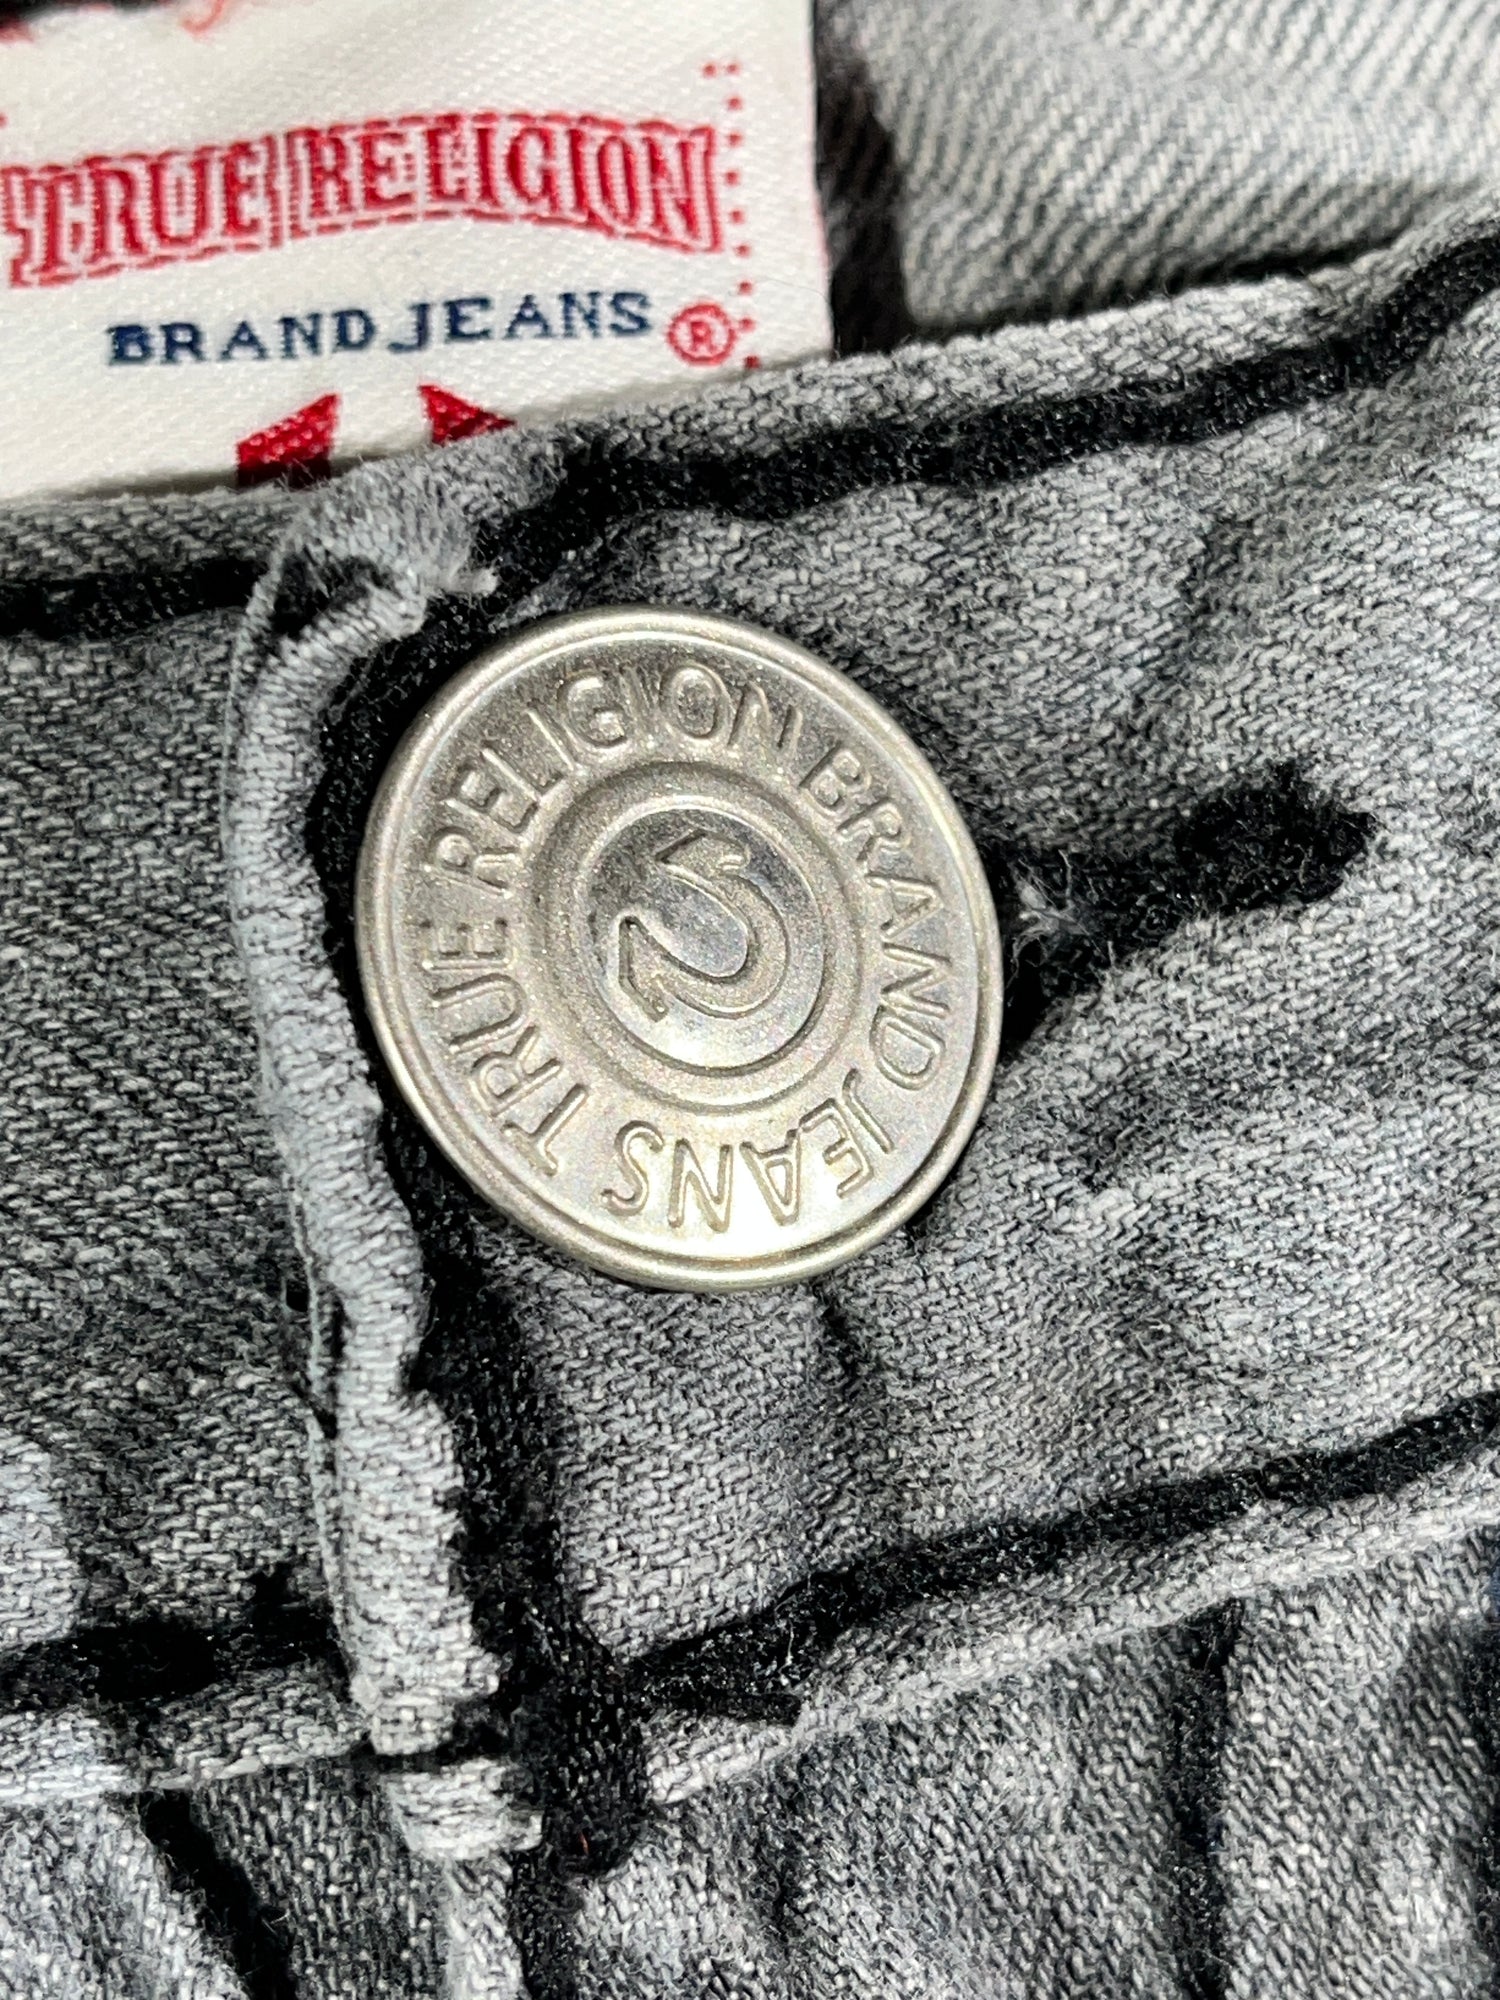 TRUE RELIGION
BRAND JEANS ®
TRUE RELIGION BRAND JEANS